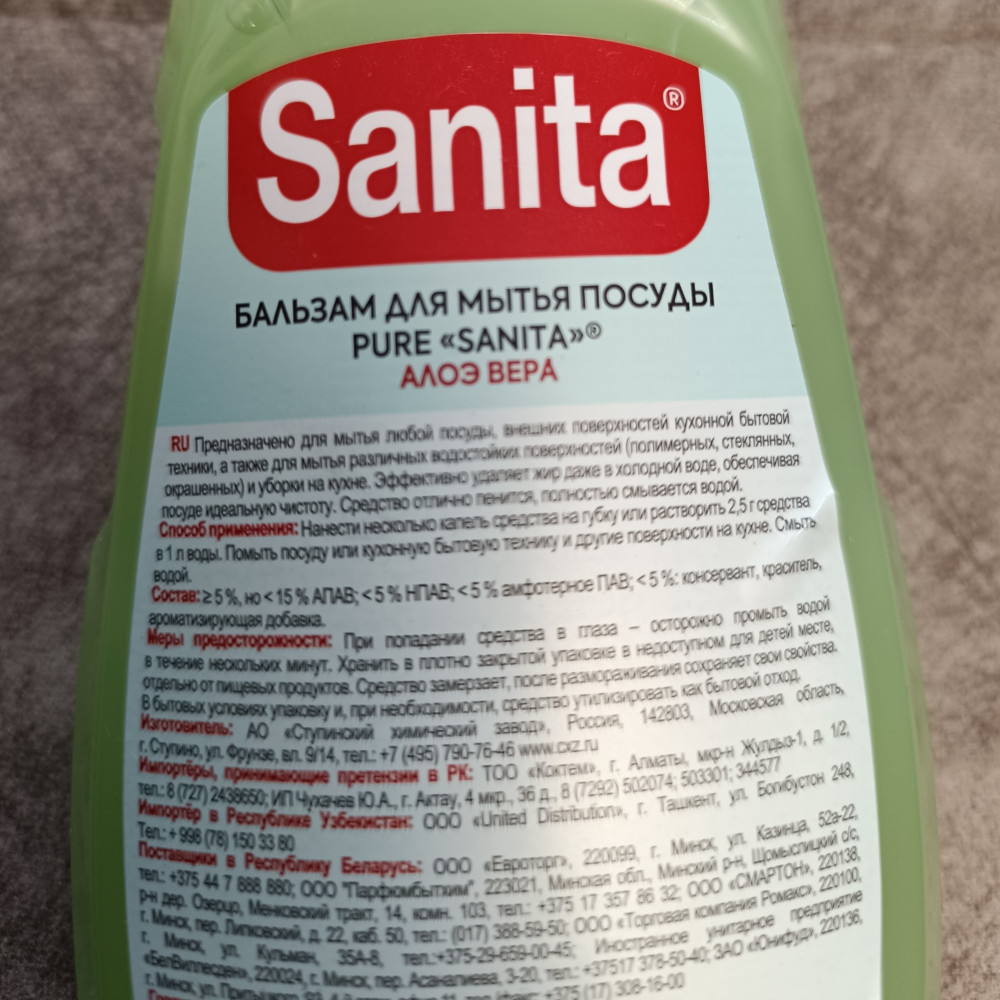 Sanita®
БАЛЬЗАМ ДЛЯ МЫТЬЯ ПОСУДЫ
PURE «SANITA»®
АЛОЭ ВЕРА
RU Предназначено для мытья любой посуды, внешних поверхностей кухонной бытовой
техники, а также для мытья различных водостойких поверхностей (полимерных, стеклянных,
окрашенных) и уборки на кухне. Эффективно удаляет жир даже в холодной воде, обеспечивая
посуде идеальную чистоту. Средство отлично пенится, полностью смывается водой.
Способ применения: Нанести несколько капель средства на губку или растворить 2,5 г средства
в 1 л воды. Помыть посуду или кухонную бытовую технику и другие поверхности на кухне. Смыть
водой.
Состав: ≥ 5 %, но < 15 % АПАВ; < 5 % НПАВ; < 5 % амфотерное ПАВ; < 5 %: консервант, краситель,
ароматизирующая добавка.
Меры предосторожности: При попадании средства в глаза – осторожно промыть водой
в течение нескольких минут. Хранить в плотно закрытой упаковке в недоступном для детей месте,
отдельно от пищевых продуктов. Средство замерзает, после размораживания сохраняет свои свойства.
В бытовых условиях упаковку и, при необходимости, средство утилизировать как бытовой отход.
Изготовитель: АО «Ступинский химический завод», Россия, 142803, Московская область,
г. Ступино, ул. Фрунзе, вл. 9/14, тел.: +7 (495) 790-76-46 www.cxz.ru
Импортёры, принимающие претензии в РК: ТОО «Коктем», г. Алматы, мкр-н Жулдыз-1, д. 1/2,
тел.: 8 (727) 2438650; ИП Чухачев Ю.А., г. Актау, 4 мкр., 36 д., 8 (7292) 502074; 503301; 344577
Импортёр в Республике Узбекистан: ООО «United Distribution», г. Ташкент, ул. Богибустон 248,
Тел.: + 998 (78) 150 33 80
Поставщики в Республику Беларусь: ООО «Евроторг», 220099, г. Минск, ул. Казинца, 52а-22,
тел.: +375 44 7 888 880; ООО "Парфюмбытхим", 223021, Минская обл., Минский р-н, Щомыслицкий с/с,
р-н дер. Озерцо, Менковский тракт, 14, комн. 103, тел.: +375 17 357 86 32; ООО «СМАРТОН», 220138,
г. Минск, пер. Липковский, д. 22, каб. 50, тел.: (017) 388-59-50; ООО «Торговая компания Ромакс», 220100,
г. Минск, ул. Кульман, 35А-8, тел.:+375-29-659-00-45; Иностранное унитарное предприятие
«БелВиллесден», 220024, г. Минск, пер. Асаналиева, 3-20, тел.: +37517 378-50-40; ЗАО «Юнифуд», 220136,
г. Минск, ул. +375 (17) 308-16-00